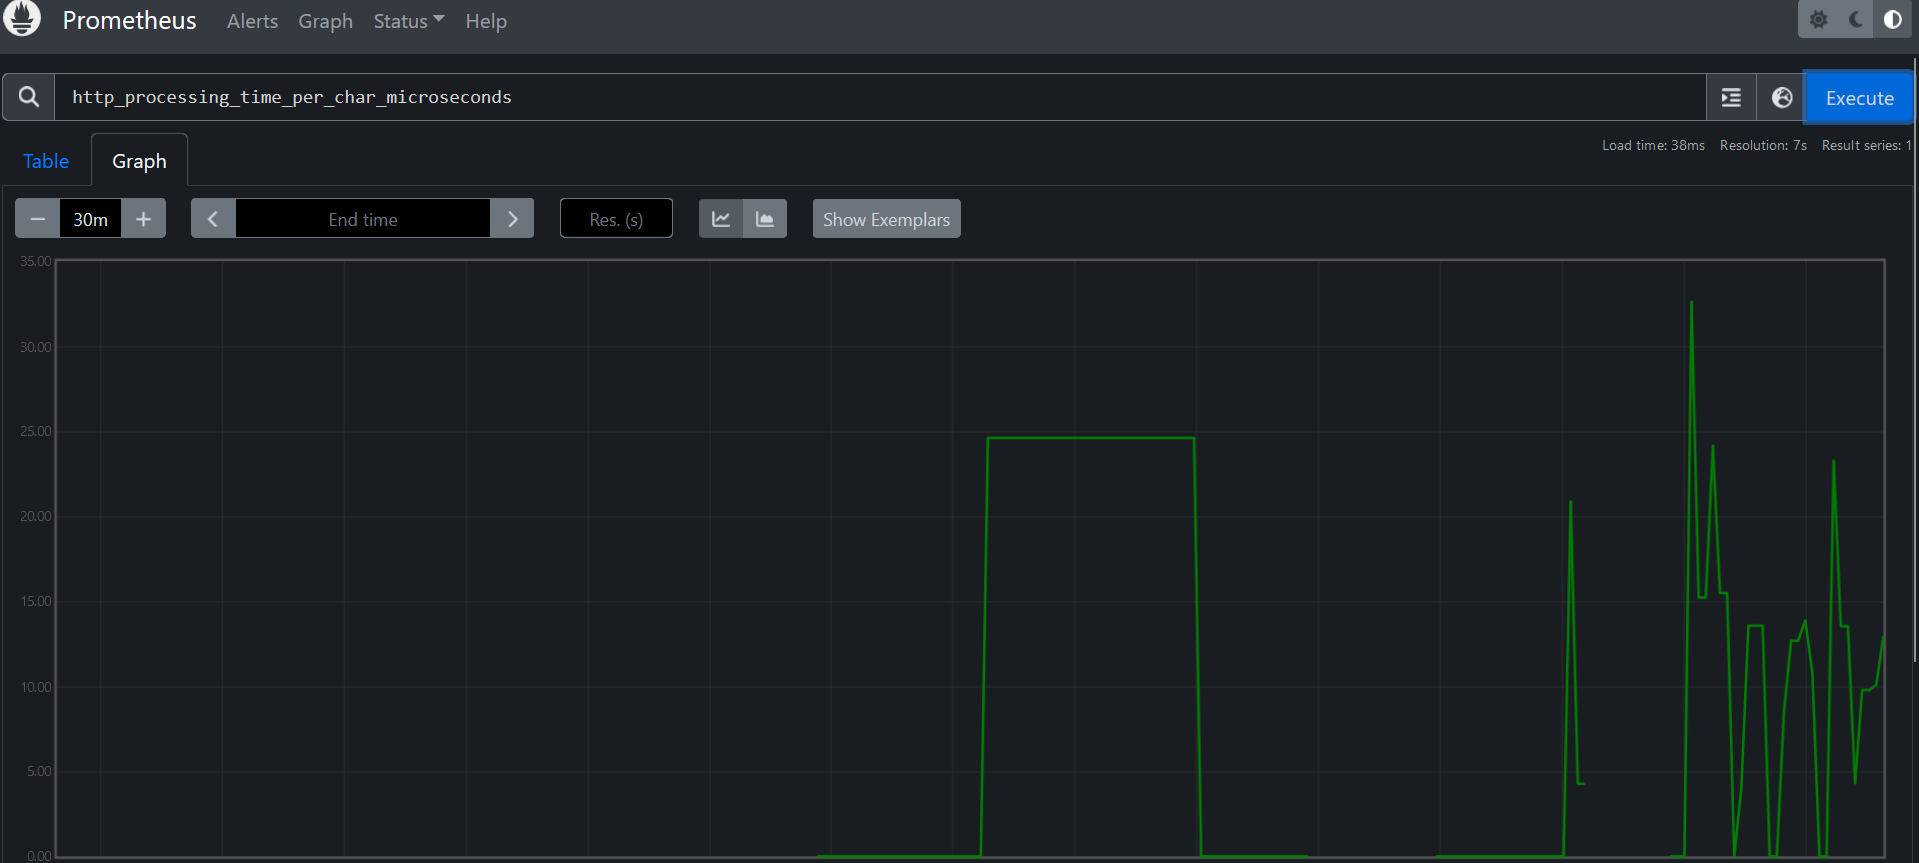 Prometheus Alerts Graph Status Help
http_processing_time_per_char_microseconds Execute
Load time: 38ms Resolution: 7s Result series: 1
Table Graph
30m End time Res. (s) Show Exemplars
35.00
30.00
25.00
20.00
15.00
10.00
5.00
0.00